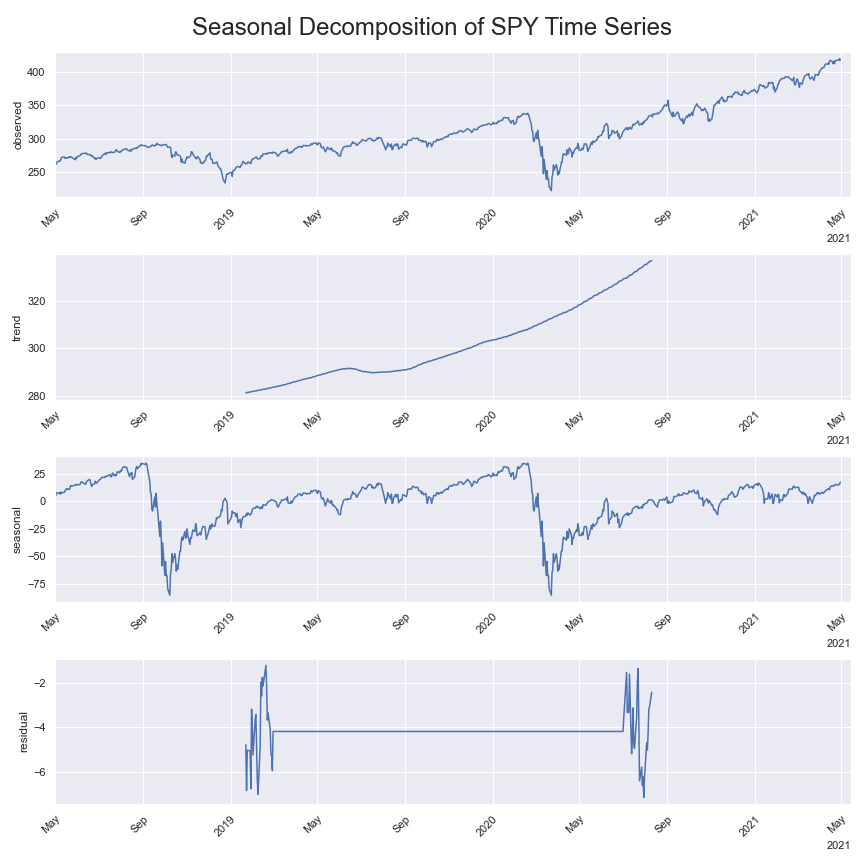 Seasonal Decomposition of SPY Time Series
observed
400
350
300
250
May
Sep
2019
May
Sep
2020
May
Sep
2021
May
2021
trend
320
300
280
May
Sep
2019
May
Sep
2020
May
Sep
2021
May
2021
seasonal
25
0
−25
−50
−75
May
Sep
2019
May
Sep
2020
May
Sep
2021
May
2021
residual
−2
−4
−6
May
Sep
2019
May
Sep
2020
May
Sep
2021
May
2021